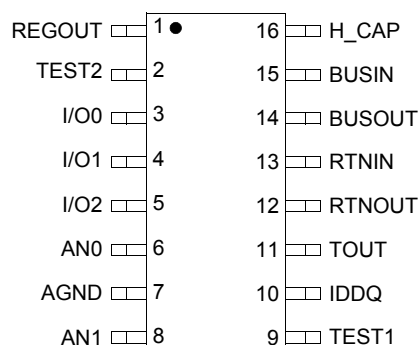 REGOUT 1 16 H_CAP
TEST2 2 15 BUSIN
I/O0 3 14 BUSOUT
I/O1 4 13 RTNIN
I/O2 5 12 RTNOUT
AN0 6 11 TOUT
AGND 7 10 IDDQ
AN1 8 9 TEST1